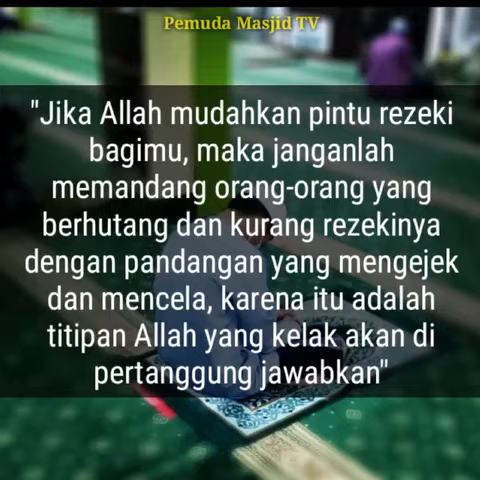 Pemuda Masjid TV
"Jika Allah mudahkan pintu rezeki
bagimu, maka janganlah
memandang orang-orang yang
berhutang dan kurang rezekinya
dengan pandangan yang mengejek
dan mencela, karena itu adalah
titipan Allah yang kelak akan di
pertanggung jawabkan"